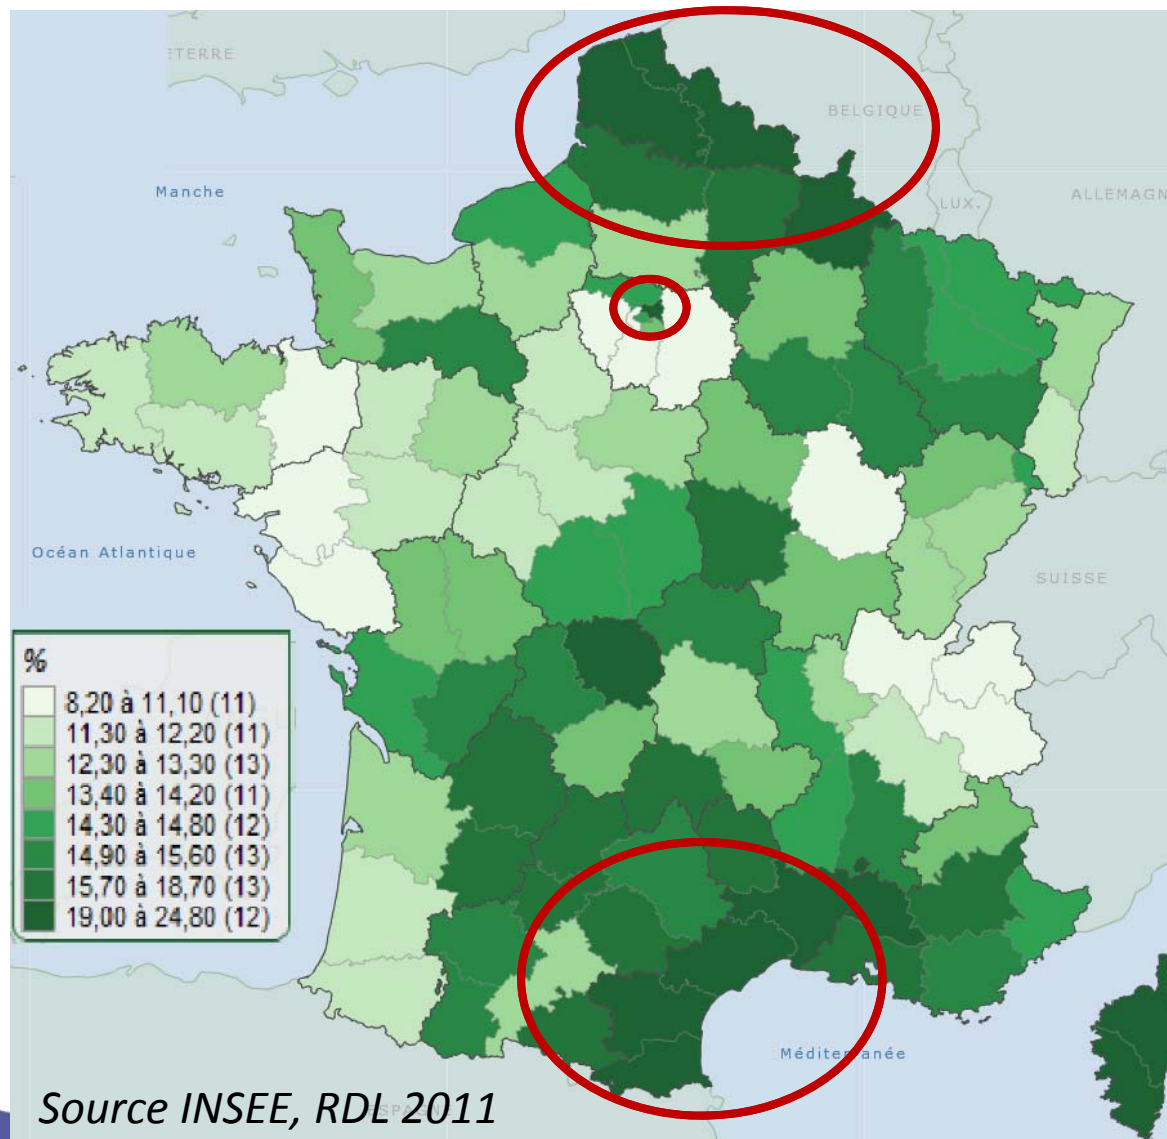 ETERRE
BELGIQUE
Manche
LUX.
ALLEMAGN
Océan Atlantique
SUISSE
%
8,20 à 11,10 (11)
11,30 à 12,20 (11)
12,30 à 13,30 (13)
13,40 à 14,20 (11)
14,30 à 14,80 (12)
14,90 à 15,60 (13)
15,70 à 18,70 (13)
19,00 à 24,80 (12)
Méditerranée
ESPAGNE
Source INSEE, RDL 2011